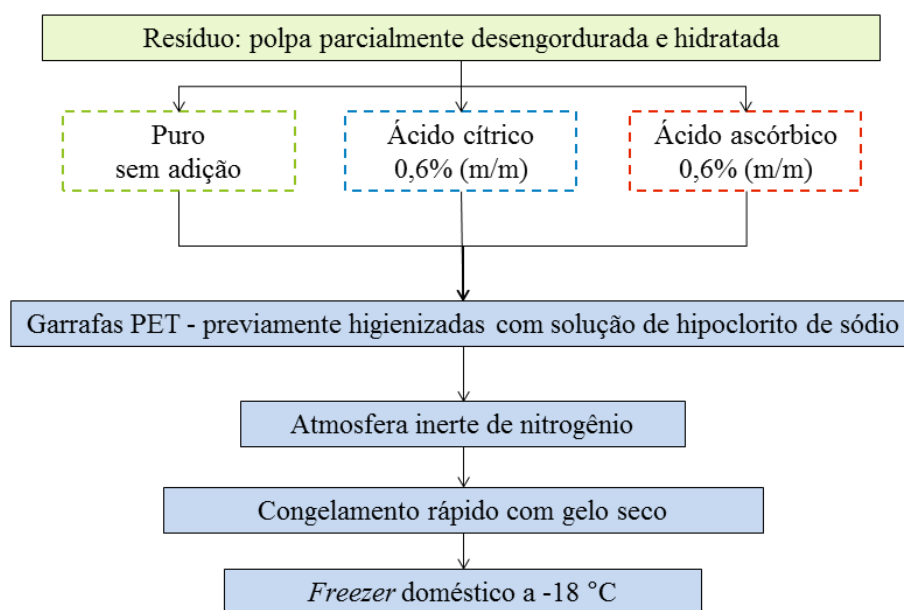 Resíduo: polpa parcialmente desengordurada e hidratada
Puro
sem adição
Ácido cítrico
0,6% (m/m)
Ácido ascórbico
0,6% (m/m)
Garrafas PET - previamente higienizadas com solução de hipoclorito de sódio
Atmosfera inerte de nitrogênio
Congelamento rápido com gelo seco
Freezer doméstico a -18 °C